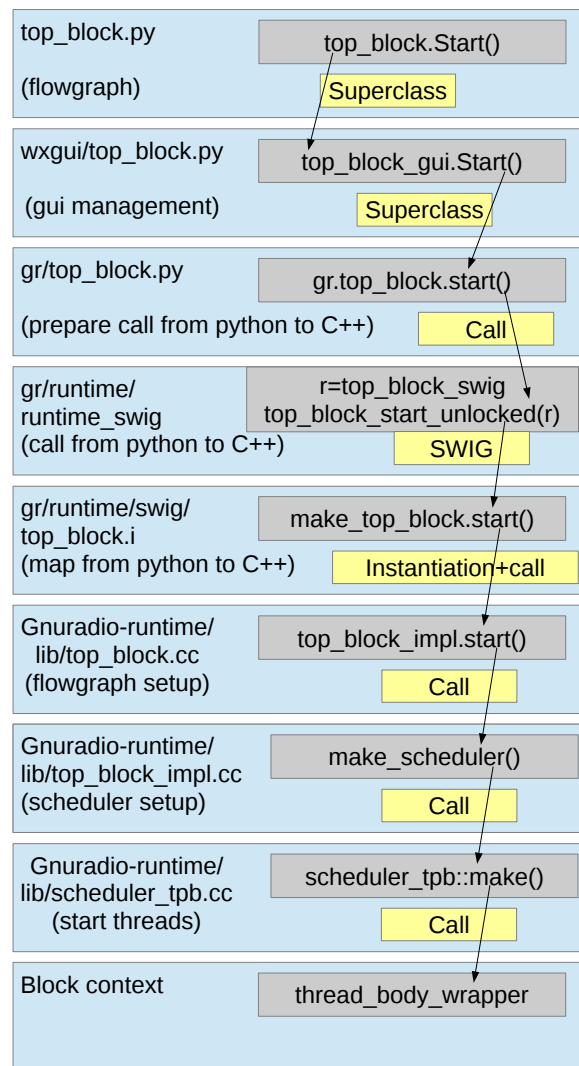 top_block.py
top_block.Start()
(flowgraph)
Superclass
wxgui/top_block.py
top_block_gui.Start()
(gui management)
Superclass
gr/top_block.py
gr.top_block.start()
(prepare call from python to C++)
Call
gr/runtime/
runtime_swig
(call from python to C++)
r=top_block_swig
top_block_start_unlocked(r)
SWIG
gr/runtime/swig/
top_block.i
(map from python to C++)
make_top_block.start()
Instantiation+call
Gnuradio-runtime/
lib/top_block.cc
(flowgraph setup)
top_block_impl.start()
Call
Gnuradio-runtime/
lib/top_block_impl.cc
(scheduler setup)
make_scheduler()
Call
Gnuradio-runtime/
lib/scheduler_tpb.cc
(start threads)
scheduler_tpb::make()
Call
Block context
thread_body_wrapper